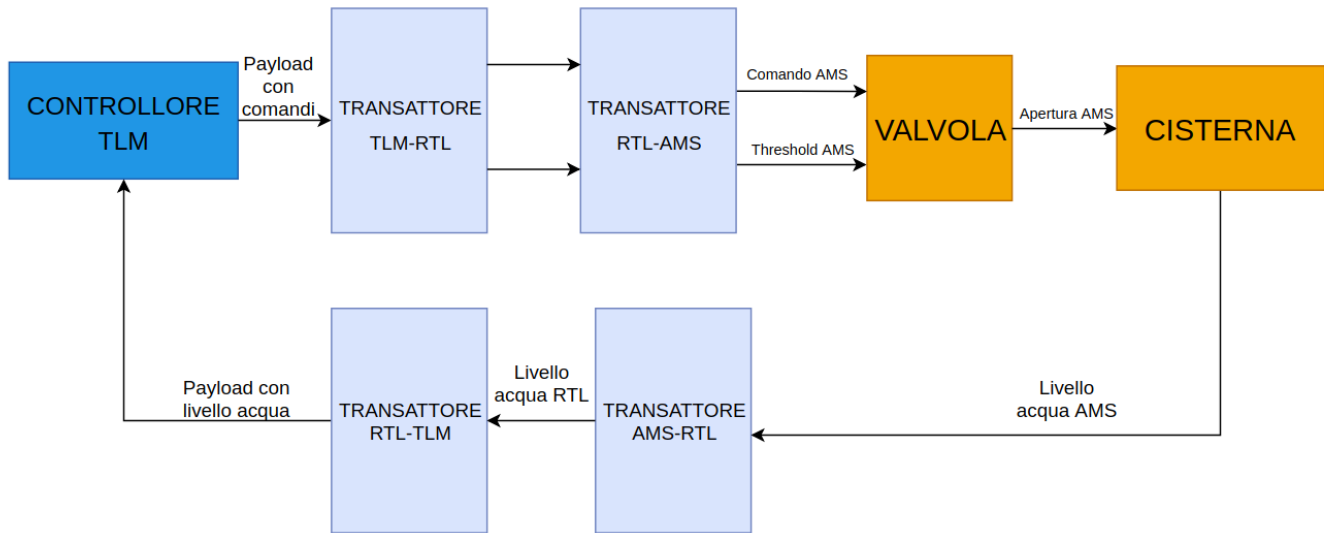 CONTROLLORE
TLM
Payload
con
comandi
TRANSATTORE
TLM-RTL
TRANSATTORE
RTL-AMS
Comando AMS
Threshold AMS
VALVOLA
Apertura AMS
CISTERNA
Payload con
livello acqua
TRANSATTORE
RTL-TLM
Livello
acqua RTL
TRANSATTORE
AMS-RTL
Livello
acqua AMS